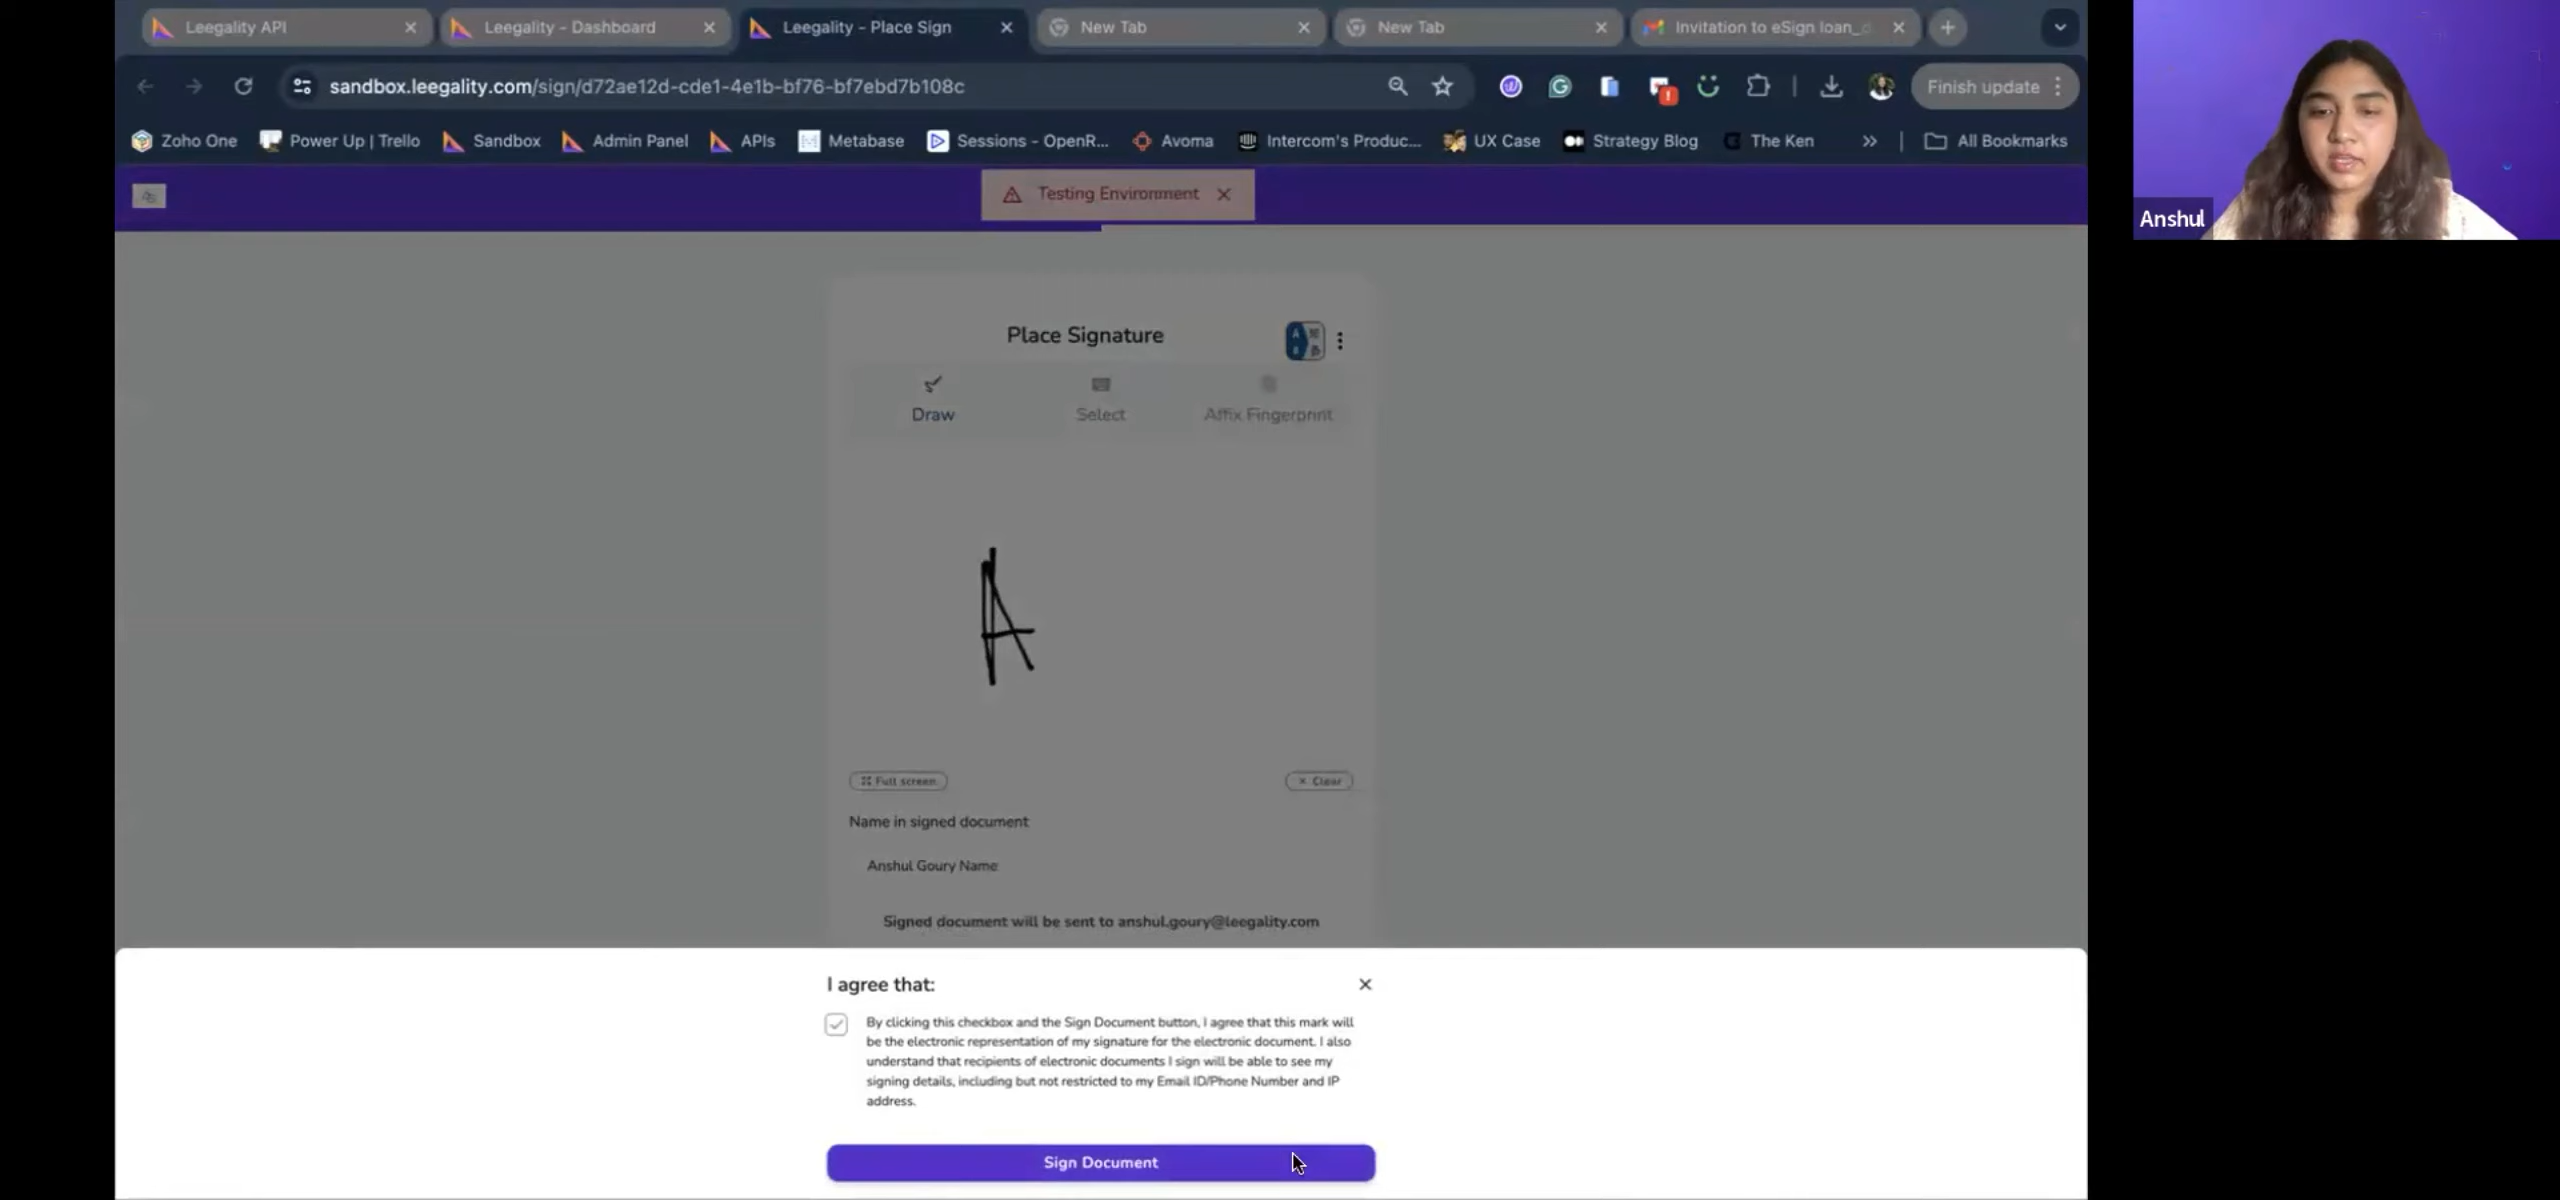 Leegality API
Leegality - Dashboard
Leegality - Place Sign
New Tab
New Tab
Invitation to eSign loan_d
sandbox.leegality.com/sign/d72ae12d-cde1-4e1b-bf76-bf7ebd7b108c
Finish update
Zoho One
Power Up | Trello
Sandbox
Admin Panel
APIs
Metabase
Sessions - OpenR...
Avoma
Intercom's Produc...
UX Case
Strategy Blog
The Ken
All Bookmarks
Testing Environment
Anshul
Place Signature
Draw
Select
Affix Fingerprint
A
Full screen
Clear
Name in signed document
Anshul Goury Name
Signed document will be sent to anshul.goury@leegality.com
I agree that:
By clicking this checkbox and the Sign Document button, I agree that this mark will
be the electronic representation of my signature for the electronic document. I also
understand that recipients of electronic documents I sign will be able to see my
signing details, including but not restricted to my Email ID/Phone Number and IP
address.
Sign Document